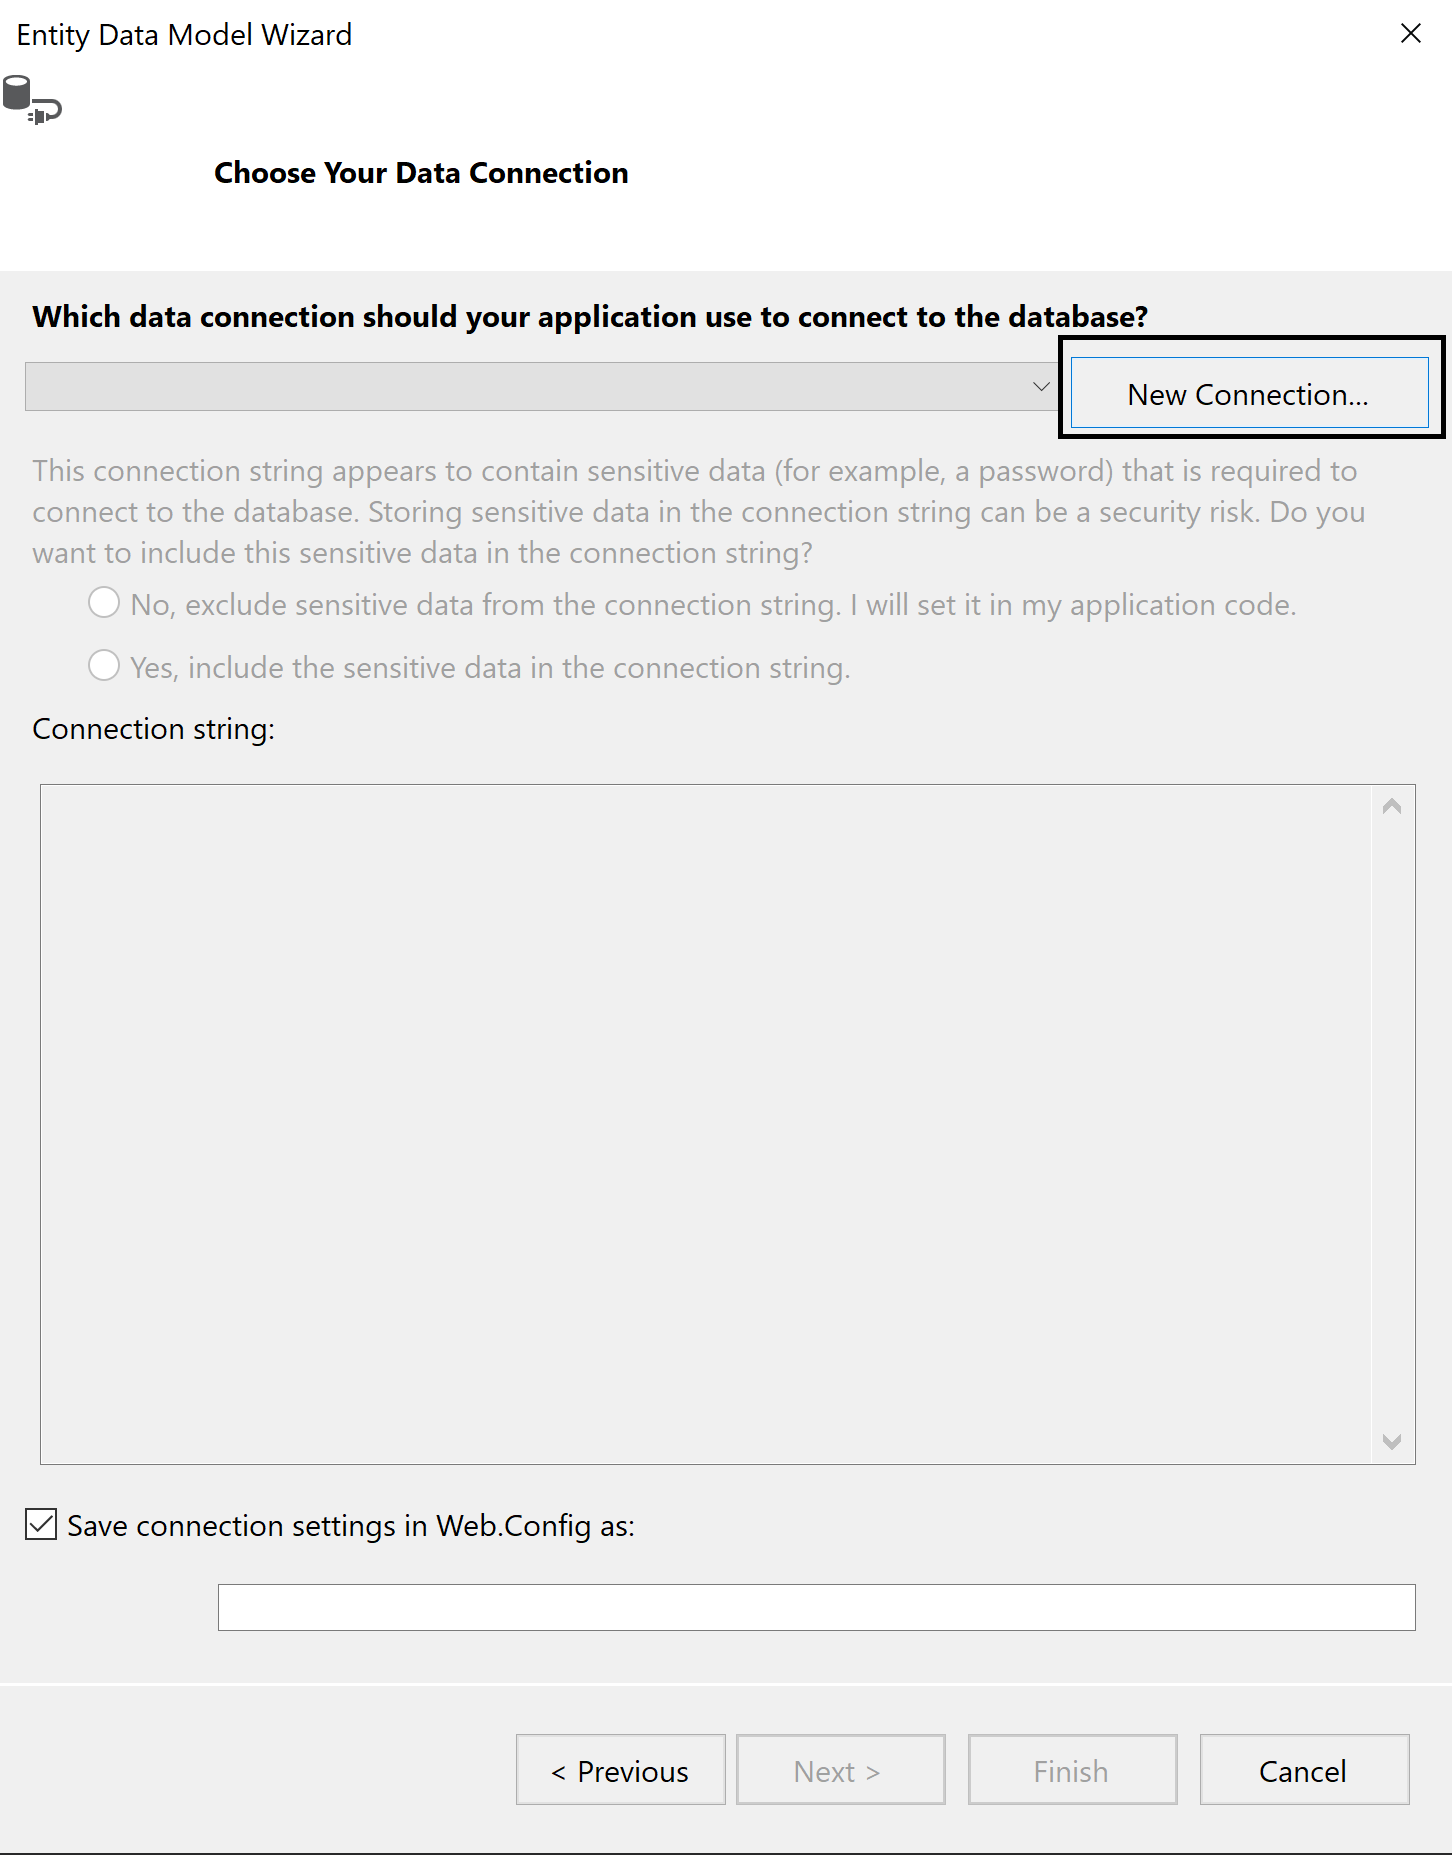 Entity Data Model Wizard
Choose Your Data Connection
Which data connection should your application use to connect to the database?
New Connection...
This connection string appears to contain sensitive data (for example, a password) that is required to
connect to the database. Storing sensitive data in the connection string can be a security risk. Do you
want to include this sensitive data in the connection string?
No, exclude sensitive data from the connection string. I will set it in my application code.
Yes, include the sensitive data in the connection string.
Connection string:
Save connection settings in Web.Config as:
< Previous
Next >
Finish
Cancel